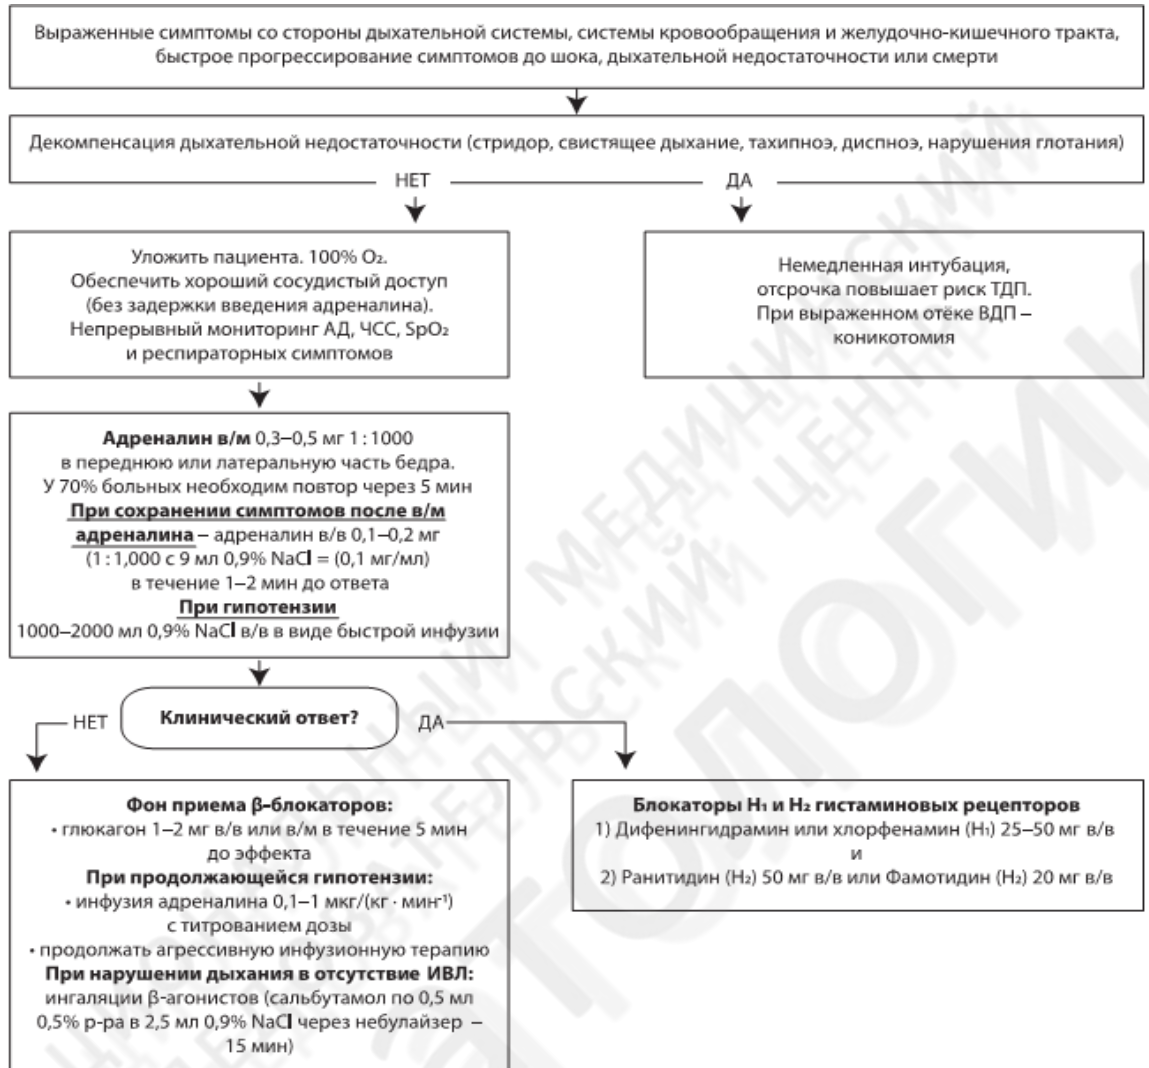 Выраженные симптомы со стороны дыхательной системы, системы кровообращения и желудочно-кишечного тракта,
быстрое прогрессирование симптомов до шока, дыхательной недостаточности или смерти
Декомпенсация дыхательной недостаточности (стридор, свистящее дыхание, тахипноэ, диспноэ, нарушения глотания)
НЕТ
ДА
Уложить пациента. 100% O₂.
Обеспечить хороший сосудистый доступ
(без задержки введения адреналина).
Непрерывный мониторинг АД, ЧСС, SpO₂
и респираторных симптомов
Немедленная интубация,
отсрочка повышает риск ТДП.
При выраженном отёке ВДП –
коникотомия
Адреналин в/м 0,3–0,5 мг 1 : 1000
в переднюю или латеральную часть бедра.
У 70% больных необходим повтор через 5 мин
При сохранении симптомов после в/м
адреналина – адреналин в/в 0,1–0,2 мг
(1 : 1,000 с 9 мл 0,9% NaCl = (0,1 мг/мл)
в течение 1–2 мин до ответа
При гипотензии
1000–2000 мл 0,9% NaCl в/в в виде быстрой инфузии
НЕТ
Клинический ответ?
ДА
Фон приема β-блокаторов:
• глюкагон 1–2 мг в/в или в/м в течение 5 мин
до эффекта
При продолжающейся гипотензии:
• инфузия адреналина 0,1–1 мкг/(кг · мин⁻¹)
с титрованием дозы
• продолжать агрессивную инфузионную терапию
При нарушении дыхания в отсутствие ИВЛ:
ингаляции β-агонистов (сальбутамол по 0,5 мл
0,5% р-ра в 2,5 мл 0,9% NaCl через небулайзер –
15 мин)
Блокаторы H₁ и H₂ гистаминовых рецепторов
1) Дифенингидрамин или хлорфенамин (H₁) 25–50 мг в/в
и
2) Ранитидин (H₂) 50 мг в/в или Фамотидин (H₂) 20 мг в/в
МЕДИЦИНСКИЙ
ЦЕНТР